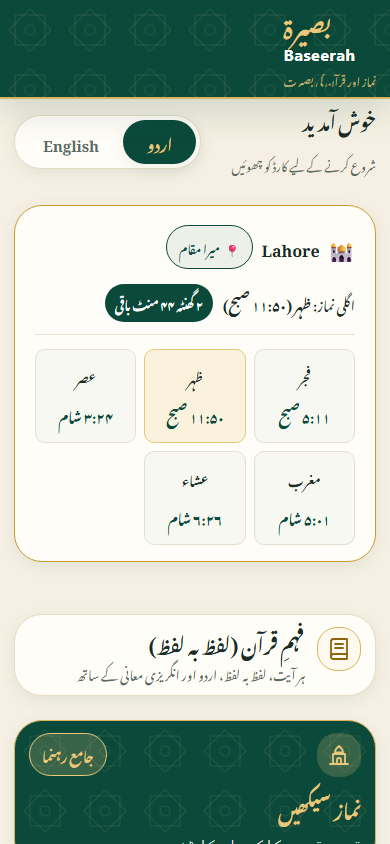 بصیرة
Baseerah
نماز اور قرآن کی بصیرت
خوش آمدید
شروع کرنے کے لیے کارڈ کو چھوئیں
اردو
English
Lahore
میرا مقام
اگلی نماز: ظہر (۱۱:۵۰ صبح)
۲ گھنٹہ ۴۴ منٹ باقی
فجر
۵:۱۱ صبح
ظہر
۱۱:۵۰ صبح
عصر
۳:۲۴ شام
مغرب
۵:۰۱ شام
عشاء
۶:۲۶ شام
فہمِ قرآن (لفظ بہ لفظ)
ہر آیت، لفظ بہ لفظ، اردو اور انگریزی معانی کے ساتھ
جامع رہنما
نماز سیکھیں